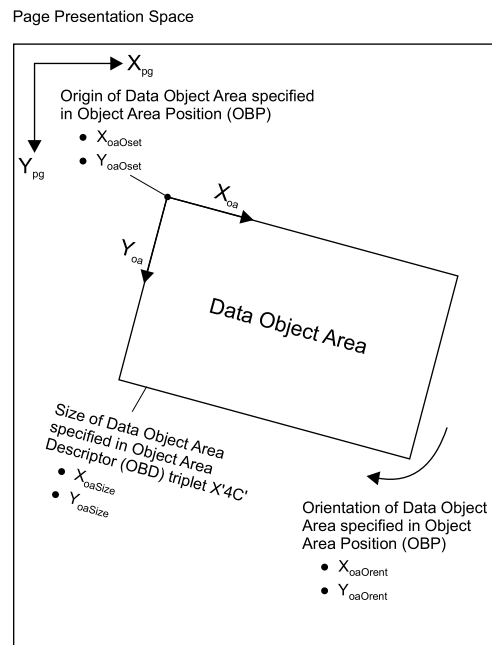 Page Presentation Space
Xpg
Origin of Data Object Area specified
in Object Area Position (OBP)
• XoaOset
• YoaOset
Ypg
Xoa
Yoa
Data Object Area
Size of Data Object Area
specified in Object Area
Descriptor (OBD) triplet X'4C'
• XoaSize
• YoaSize
Orientation of Data Object
Area specified in Object
Area Position (OBP)
• XoaOrent
• YoaOrent